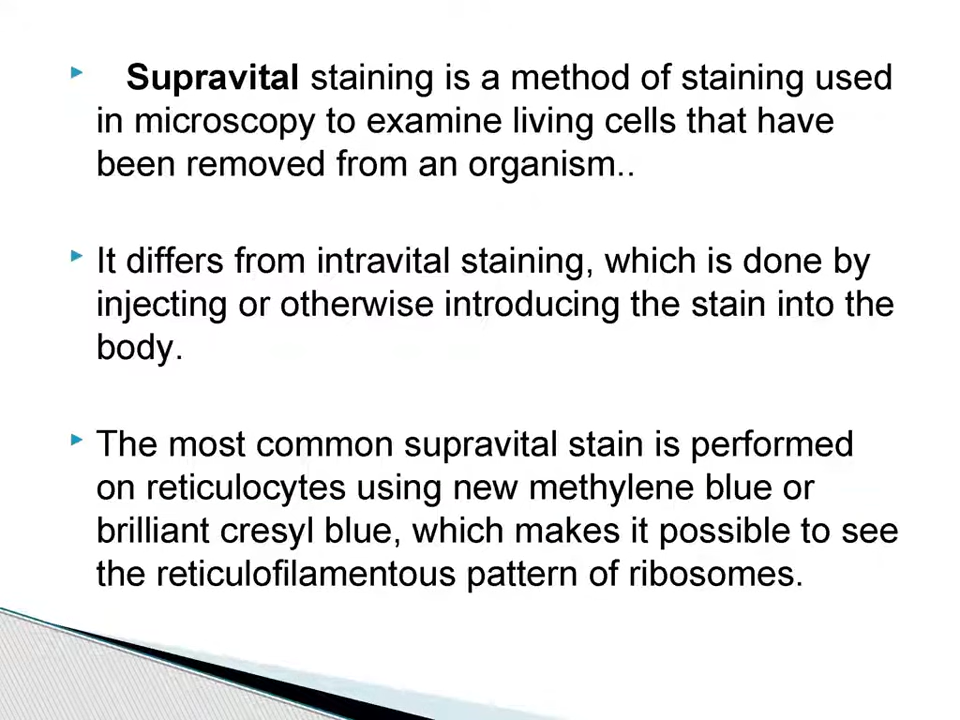 Supravital staining is a method of staining used
in microscopy to examine living cells that have
been removed from an organism..
It differs from intravital staining, which is done by
injecting or otherwise introducing the stain into the
body.
The most common supravital stain is performed
on reticulocytes using new methylene blue or
brilliant cresyl blue, which makes it possible to see
the reticulofilamentous pattern of ribosomes.